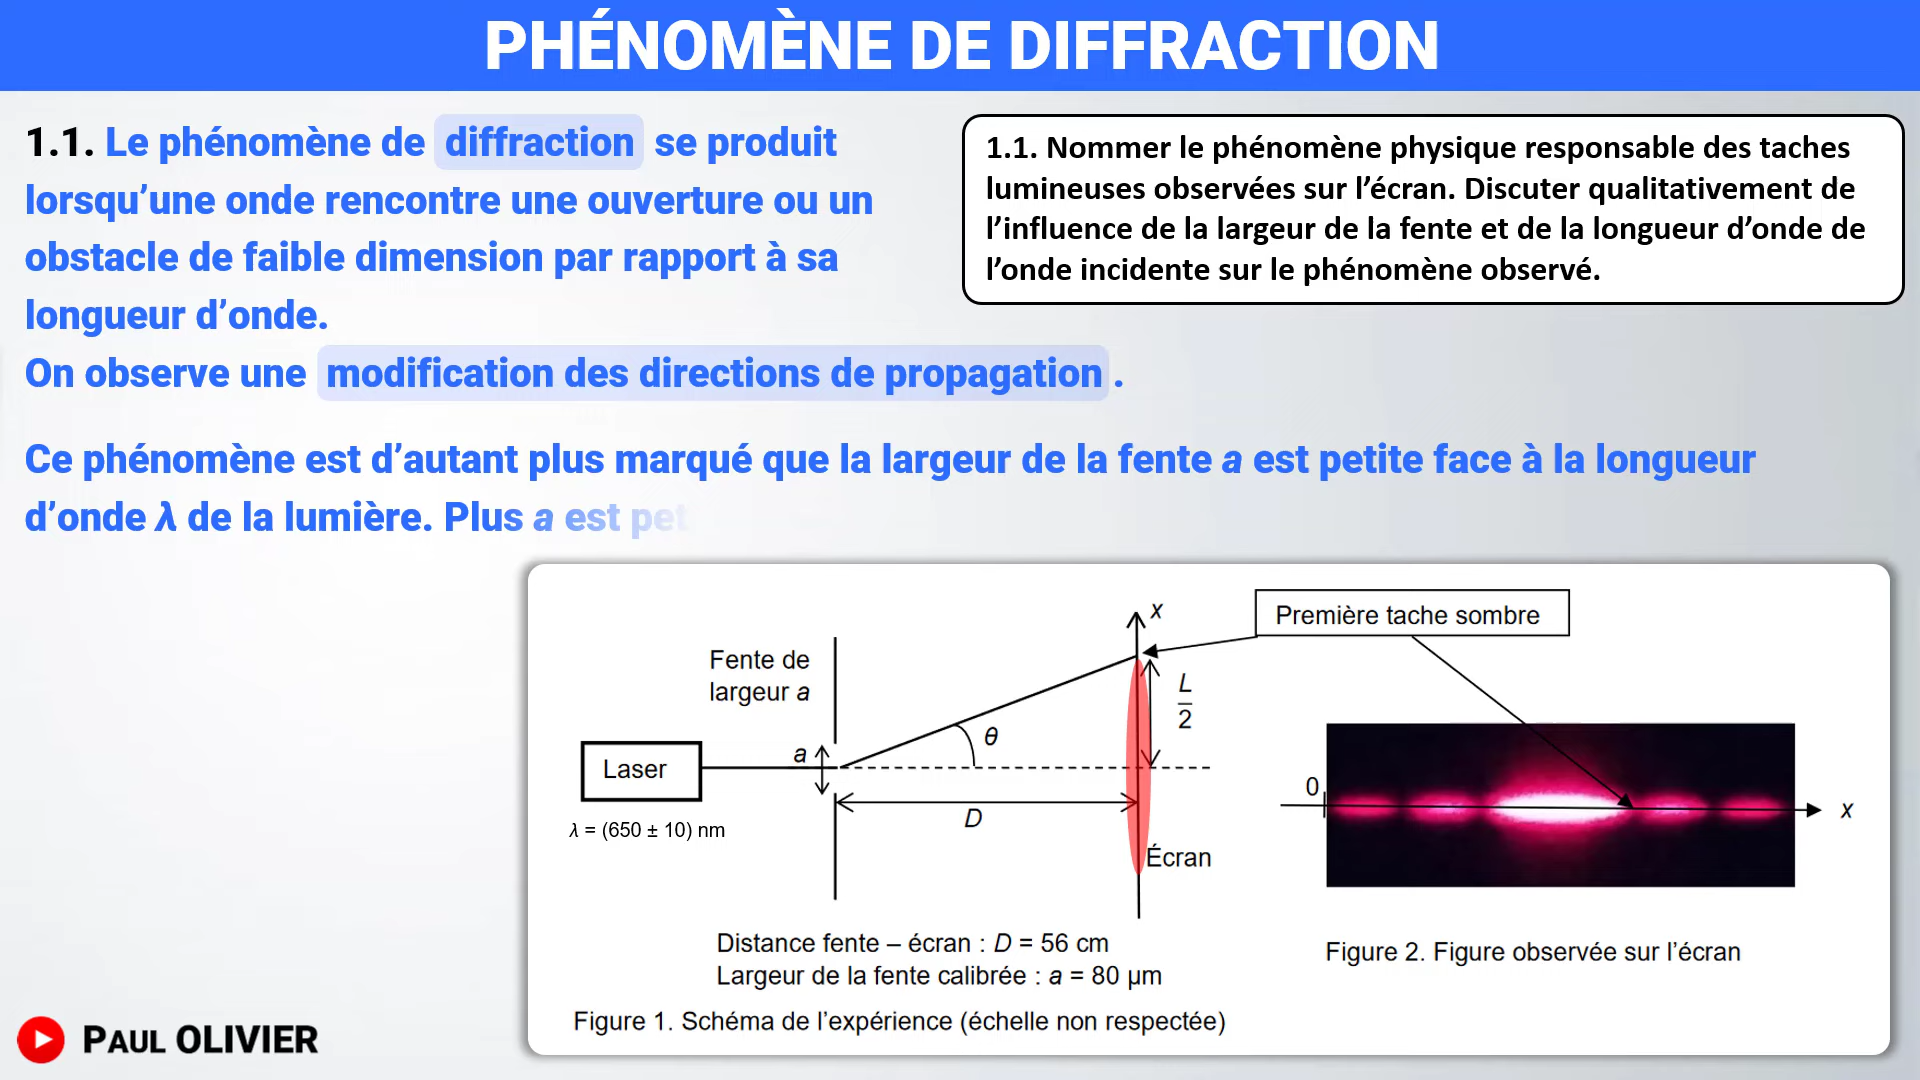 PHÉNOMÈNE DE DIFFRACTION
1.1. Le phénomène de diffraction se produit
lorsqu’une onde rencontre une ouverture ou un
obstacle de faible dimension par rapport à sa
longueur d’onde.
On observe une modification des directions de propagation .
1.1. Nommer le phénomène physique responsable des taches
lumineuses observées sur l’écran. Discuter qualitativement de
l’influence de la largeur de la fente et de la longueur d’onde de
l’onde incidente sur le phénomène observé.
Ce phénomène est d’autant plus marqué que la largeur de la fente a est petite face à la longueur
d’onde λ de la lumière. Plus a est pet
Première tache sombre
x
Fente de
largeur a
L
2
θ
a
Laser
λ = (650 ± 10) nm
D
Écran
0
x
Distance fente – écran : D = 56 cm
Largeur de la fente calibrée : a = 80 µm
Figure 1. Schéma de l’expérience (échelle non respectée)
Figure 2. Figure observée sur l’écran
PAUL OLIVIER